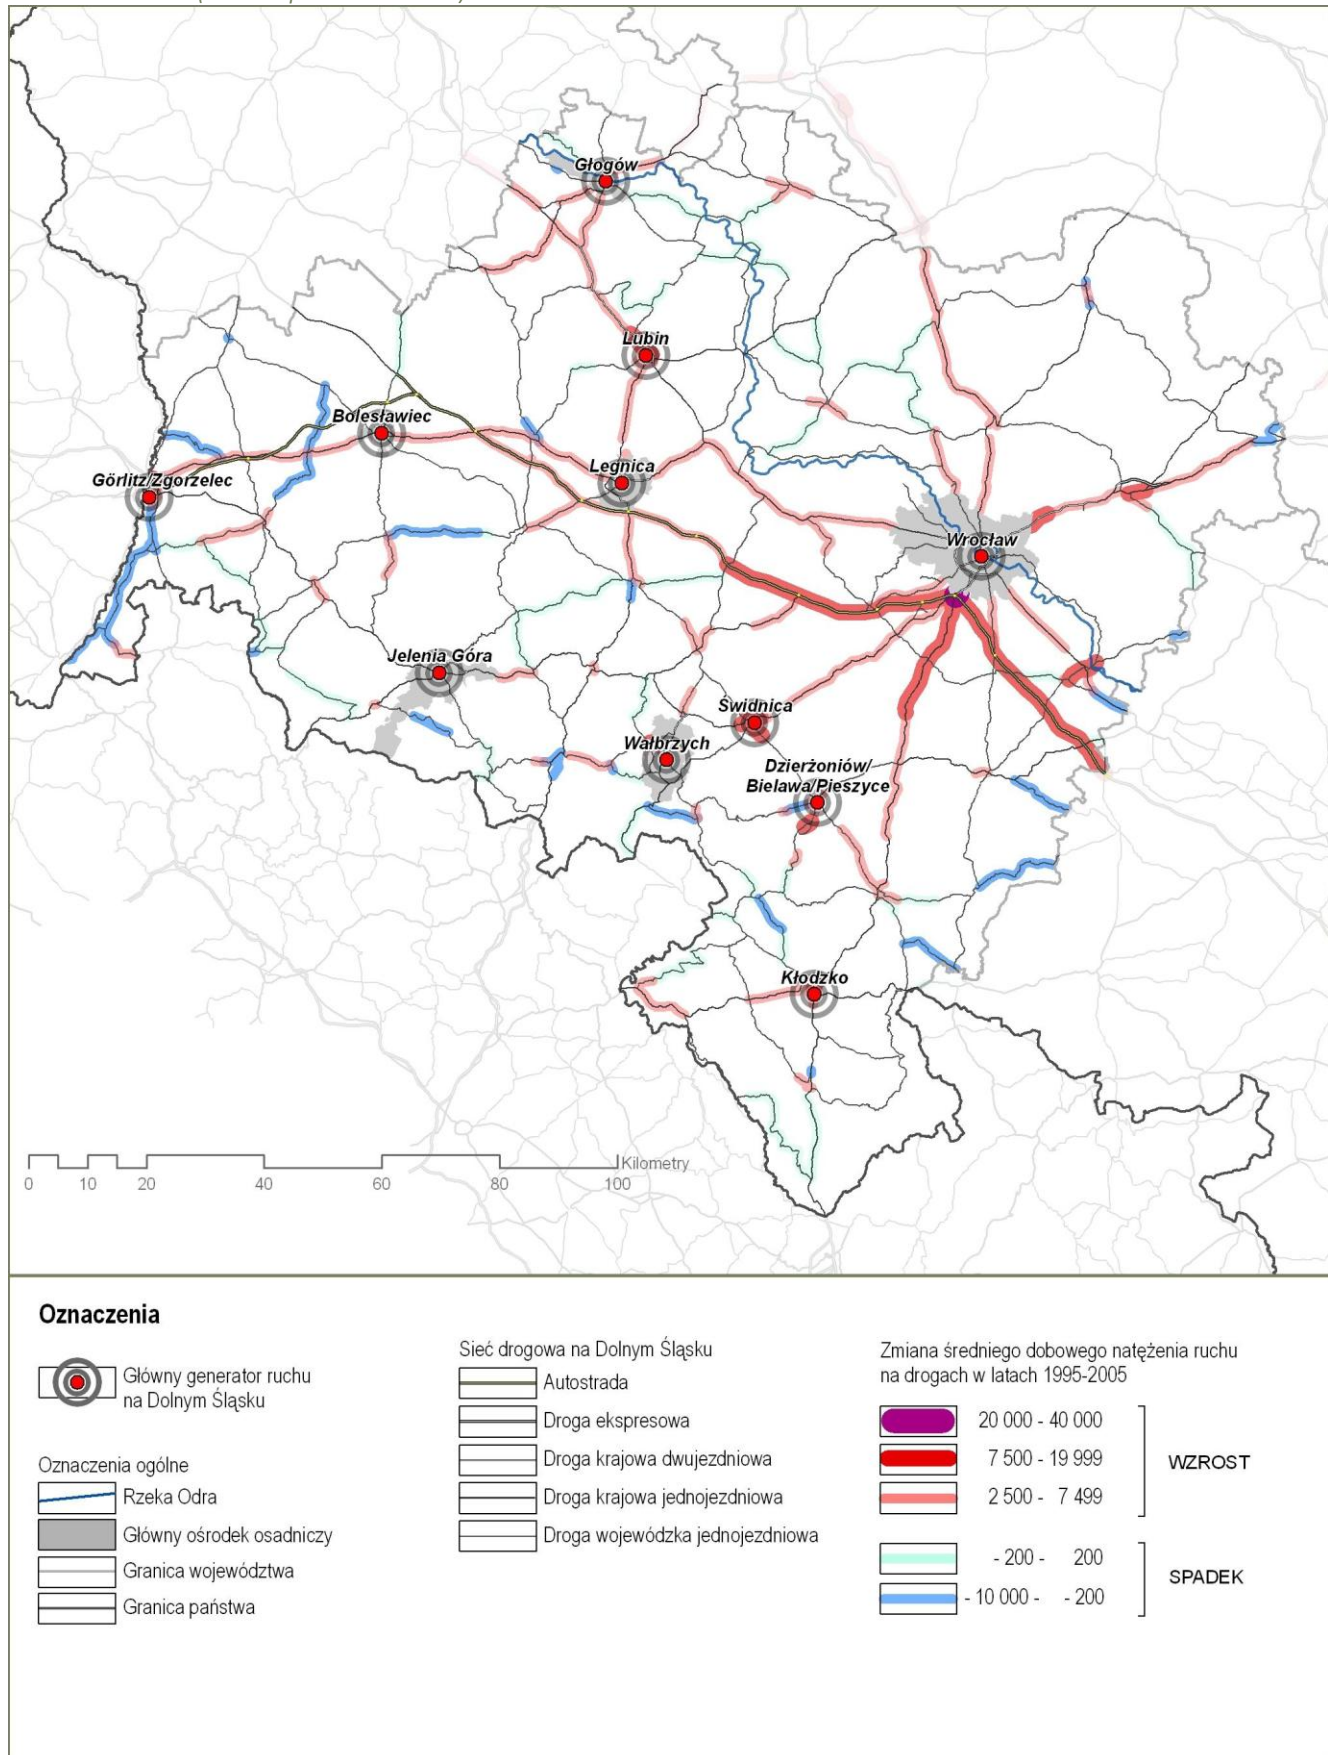 Głogów
Lubin
Bolesławiec
Legnica
Görlitz/Zgorzelec
Wrocław
Jelenia Góra
Świdnica
Wałbrzych
Dzierżoniów/
Bielawa/Pieszyce
Kłodzko
Kilometry
0 10 20 40 60 80 100
Oznaczenia
Główny generator ruchu
na Dolnym Śląsku
Oznaczenia ogólne
Rzeka Odra
Główny ośrodek osadniczy
Granica województwa
Granica państwa
Sieć drogowa na Dolnym Śląsku
Autostrada
Droga ekspresowa
Droga krajowa dwujezdniowa
Droga krajowa jednojezdniowa
Droga wojewódzka jednojezdniowa
Zmiana średniego dobowego natężenia ruchu
na drogach w latach 1995-2005
20 000 - 40 000
7 500 - 19 999
2 500 - 7 499
WZROST
- 200 - 200
- 10 000 - - 200
SPADEK